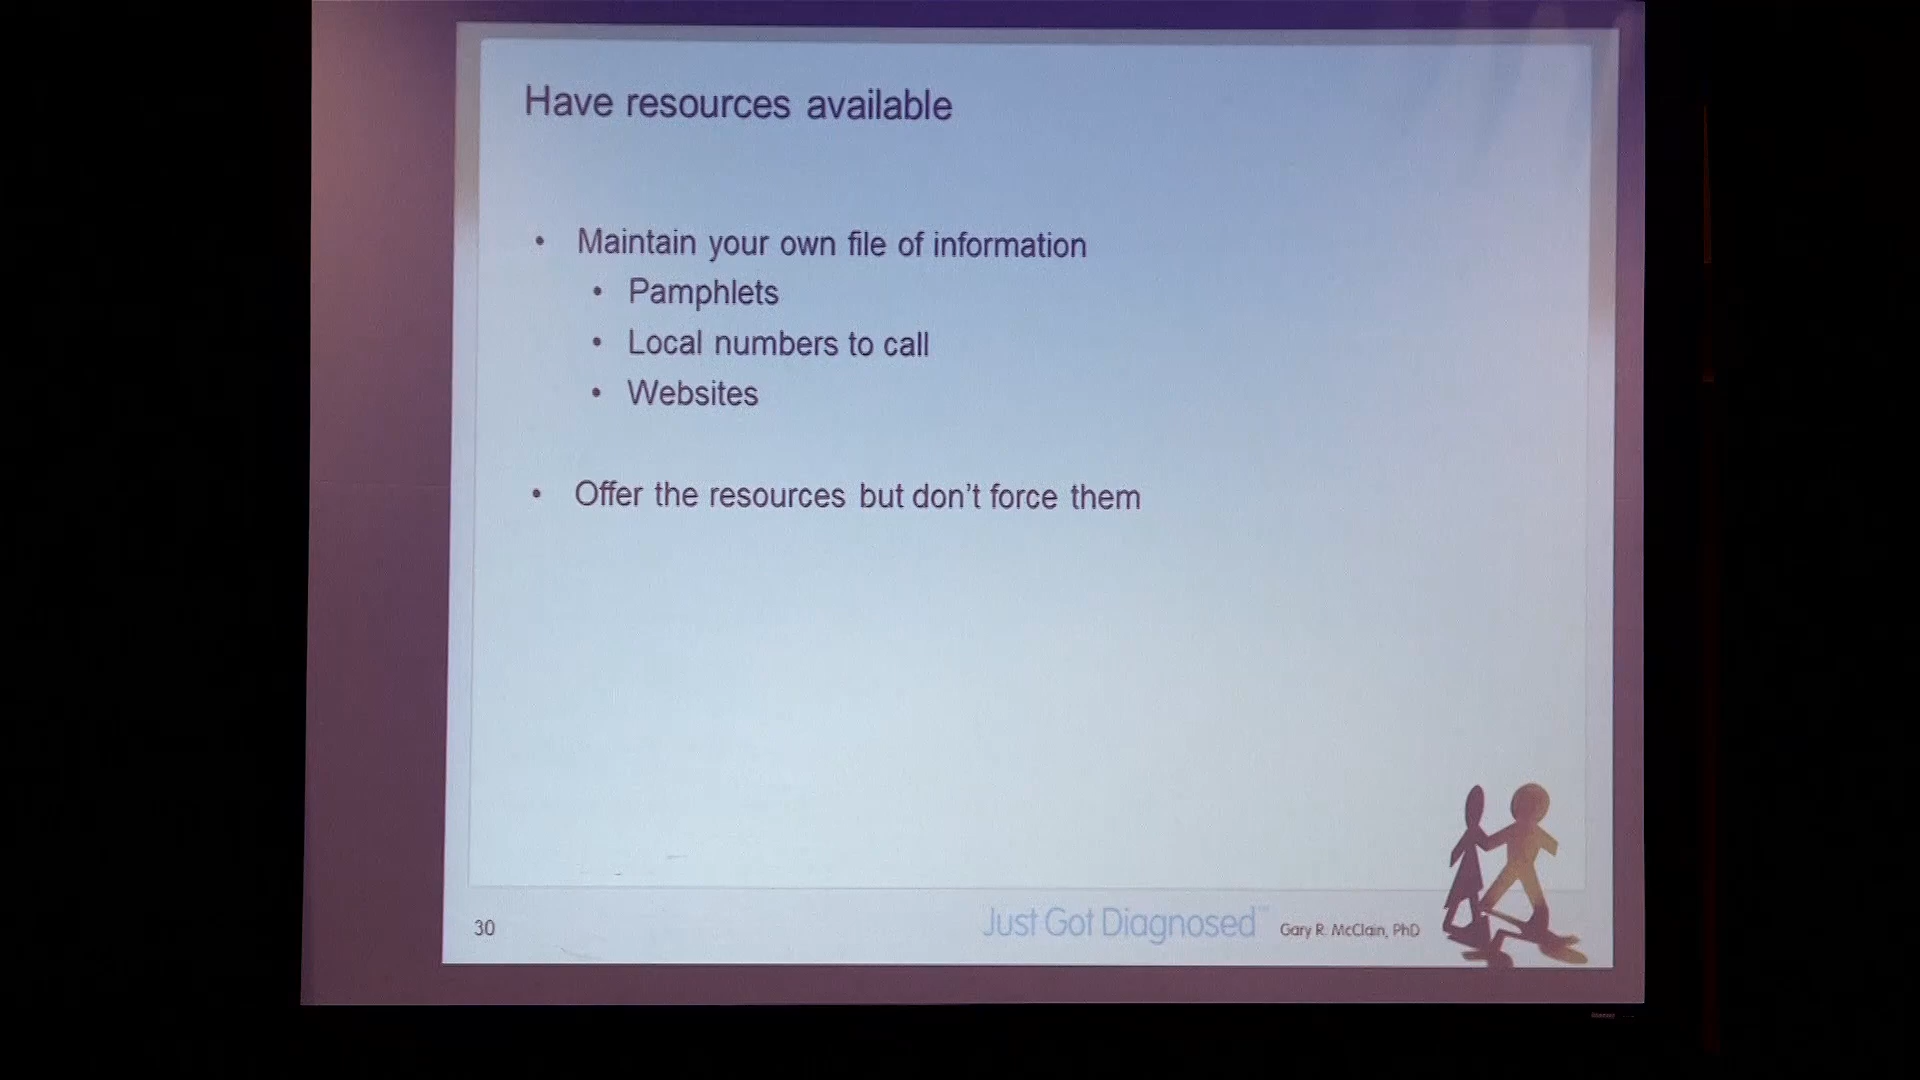 Have resources available
• Maintain your own file of information
• Pamphlets
• Local numbers to call
• Websites
• Offer the resources but don't force them
30
Just Got Diagnosed™ Gary R. McClain, PhD